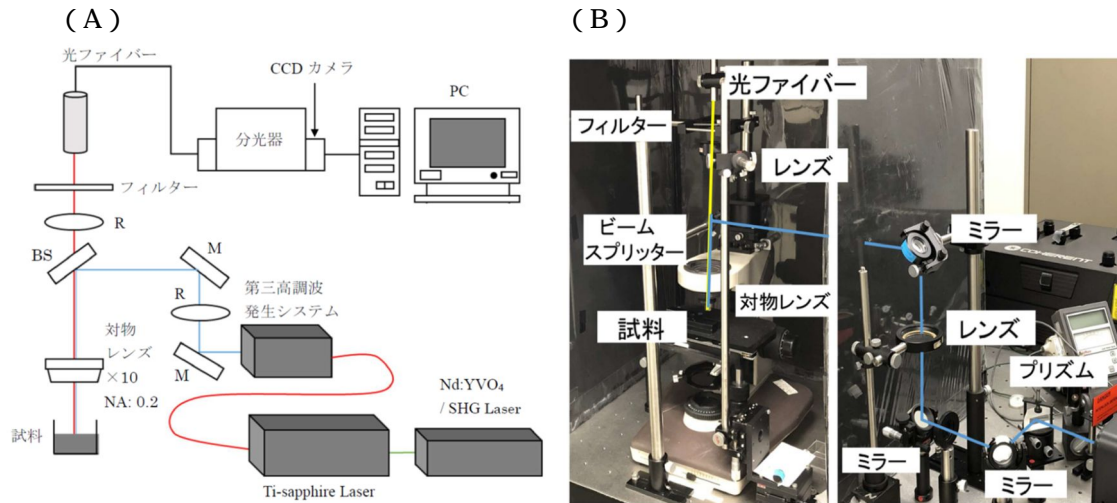 (A)
光ファイバー
CCD カメラ
PC
分光器
フィルター
R
BS
M
R
第三高調波
発生システム
対物
レンズ
×10
NA: 0.2
M
Nd:YVO₄
/ SHG Laser
試料
Ti-sapphire Laser
(B)
光ファイバー
フィルター
レンズ
ビーム
スプリッター
対物レンズ
試料
ミラー
COHERENT
レンズ
プリズム
ミラー
ミラー